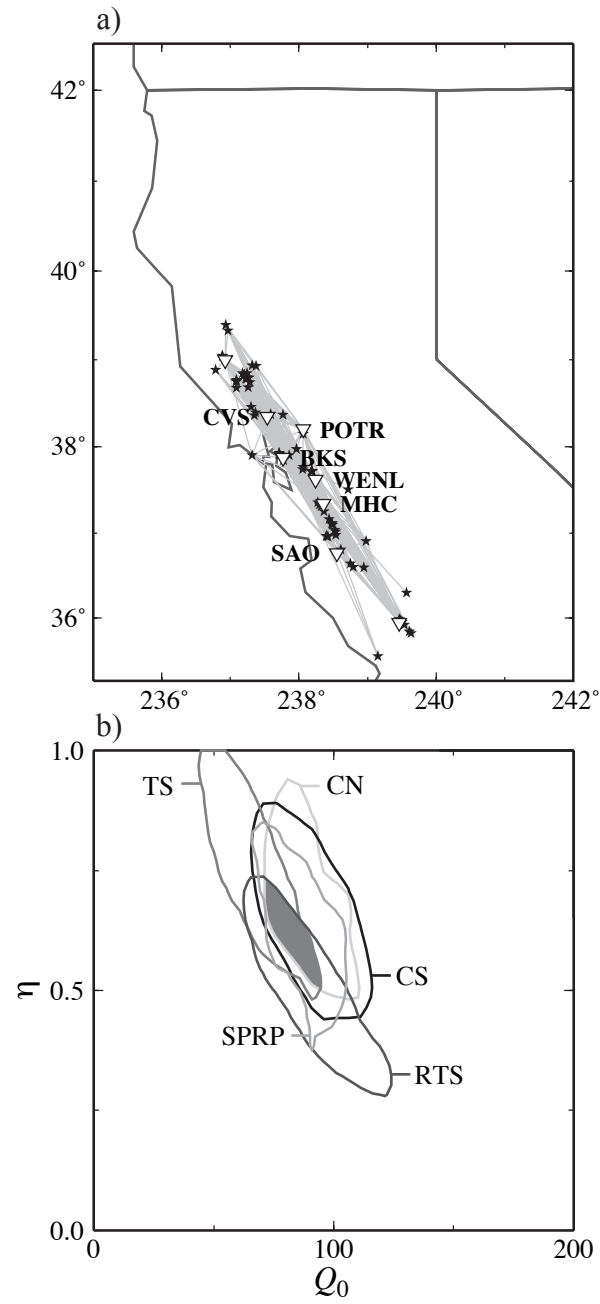 a)
42°
40°
38°
36°
CVS
POTR
BKS
WENL
MHC
SAO
236° 238° 240° 242°
b)
1.0
TS
CN
η
0.5
CS
SPRP
RTS
0.0
0 100 200
Q0